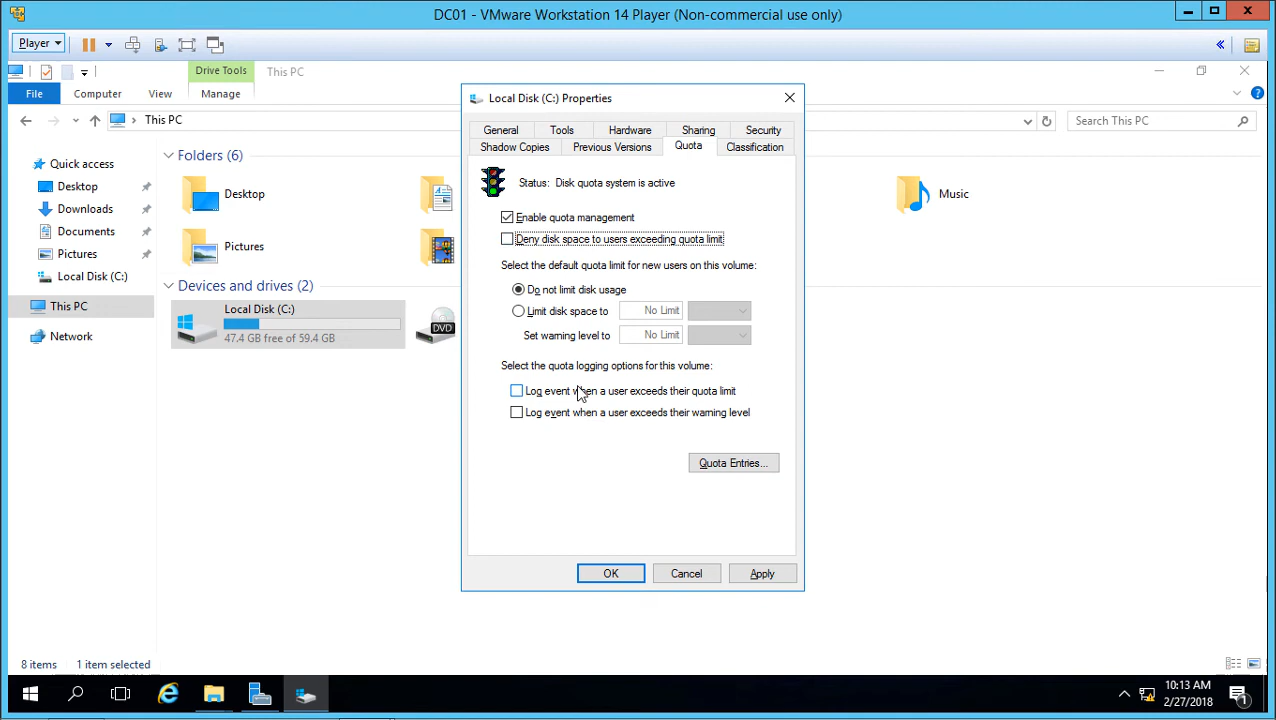 DC01 - VMware Workstation 14 Player (Non-commercial use only)
Player
Drive Tools
This PC
File
Computer
View
Manage
This PC
Search This PC
Quick access
Desktop
Downloads
Documents
Pictures
Local Disk (C:)
This PC
Network
Folders (6)
Desktop
Music
Pictures
Devices and drives (2)
Local Disk (C:)
47.4 GB free of 59.4 GB
DVD
Local Disk (C:) Properties
General
Tools
Hardware
Sharing
Security
Shadow Copies
Previous Versions
Quota
Classification
Status: Disk quota system is active
Enable quota management
Deny disk space to users exceeding quota limit
Select the default quota limit for new users on this volume:
Do not limit disk usage
Limit disk space to No Limit
Set warning level to No Limit
Select the quota logging options for this volume:
Log event when a user exceeds their quota limit
Log event when a user exceeds their warning level
Quota Entries...
OK
Cancel
Apply
8 items
1 item selected
10:13 AM
2/27/2018
1